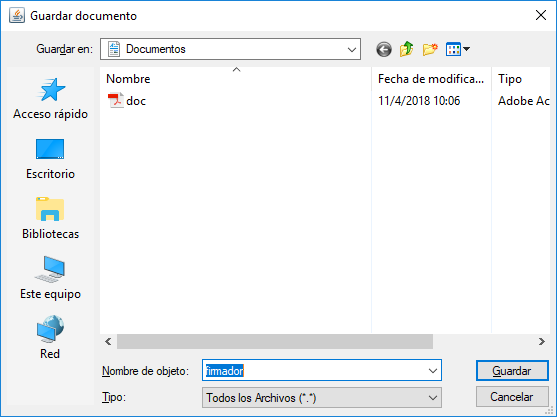 Guardar documento
Guardar en: Documentos
Nombre Fecha de modifica... Tipo
doc 11/4/2018 10:06 Adobe Ac
Acceso rápido
Escritorio
Bibliotecas
Este equipo
Red
Nombre de objeto: firmador Guardar
Tipo: Todos los Archivos (*.*) Cancelar